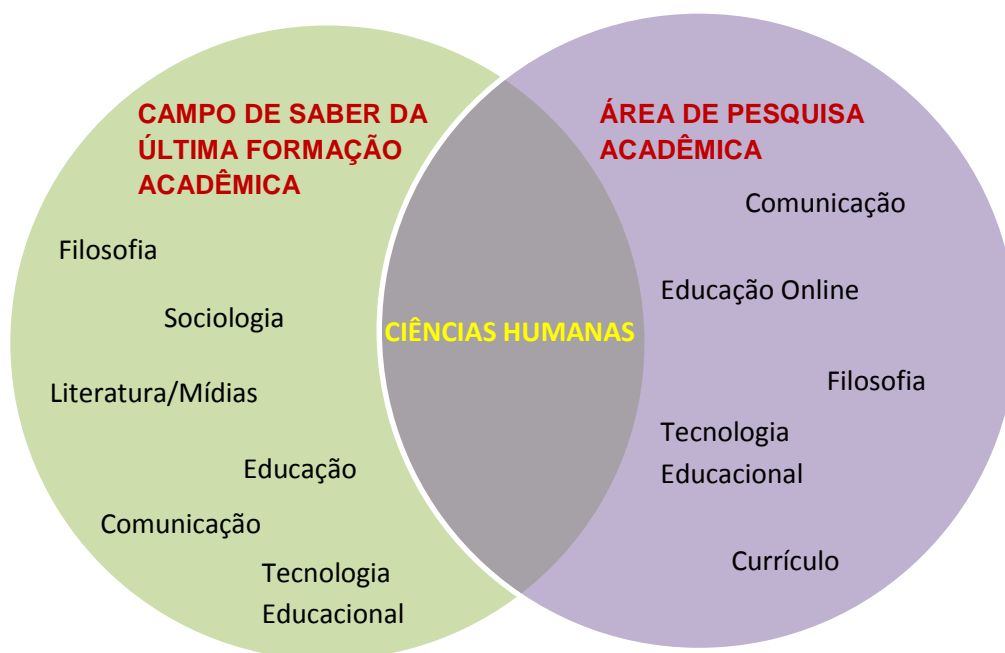 CAMPO DE SABER DA
ÚLTIMA FORMAÇÃO
ACADÊMICA
Filosofia
Sociologia
Literatura/Mídias
Educação
Comunicação
Tecnologia
Educacional
CIÊNCIAS HUMANAS
ÁREA DE PESQUISA
ACADÊMICA
Comunicação
Educação Online
Filosofia
Tecnologia
Educacional
Currículo